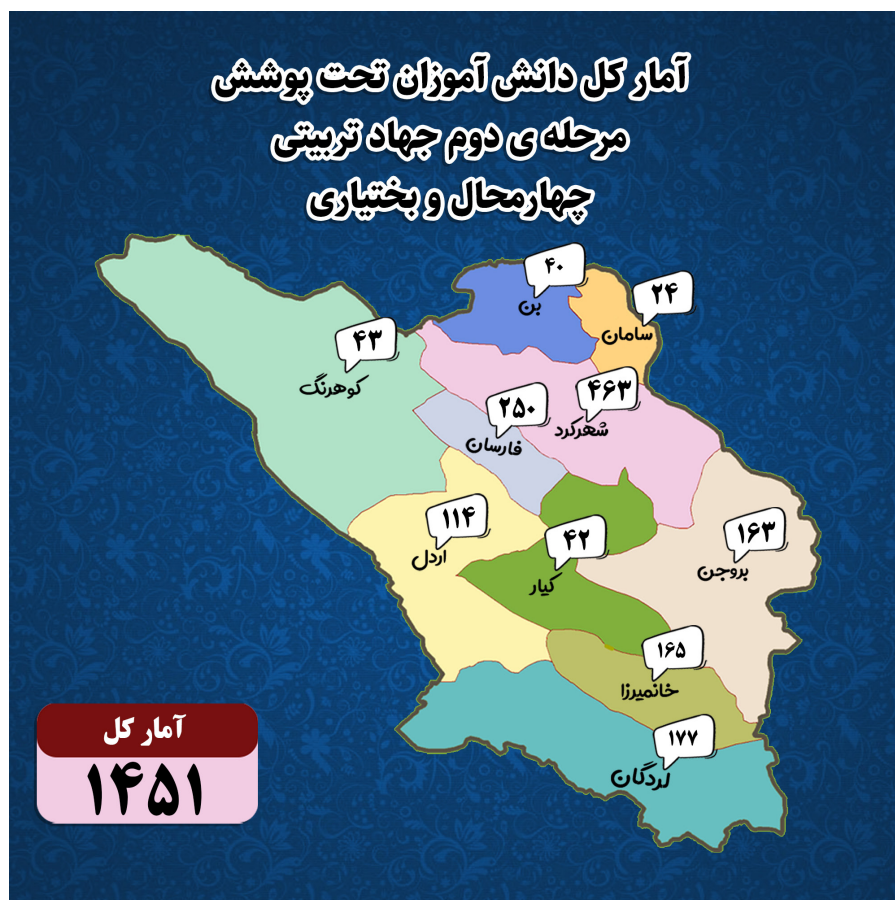 آمار کل دانش آموزان تحت پوشش
مرحله ی دوم جهاد تربیتی
چهارمحال و بختیاری
۴۰
بن
۲۴
سامان
۴۳
کوهرنگ
۴۶۳
شهرکرد
۲۵۰
فارسان
۱۱۴
اردل
۴۲
کیار
۱۶۳
بروجن
۱۶۵
خانمیرزا
۱۷۷
لردگان
آمار کل
۱۴۵۱